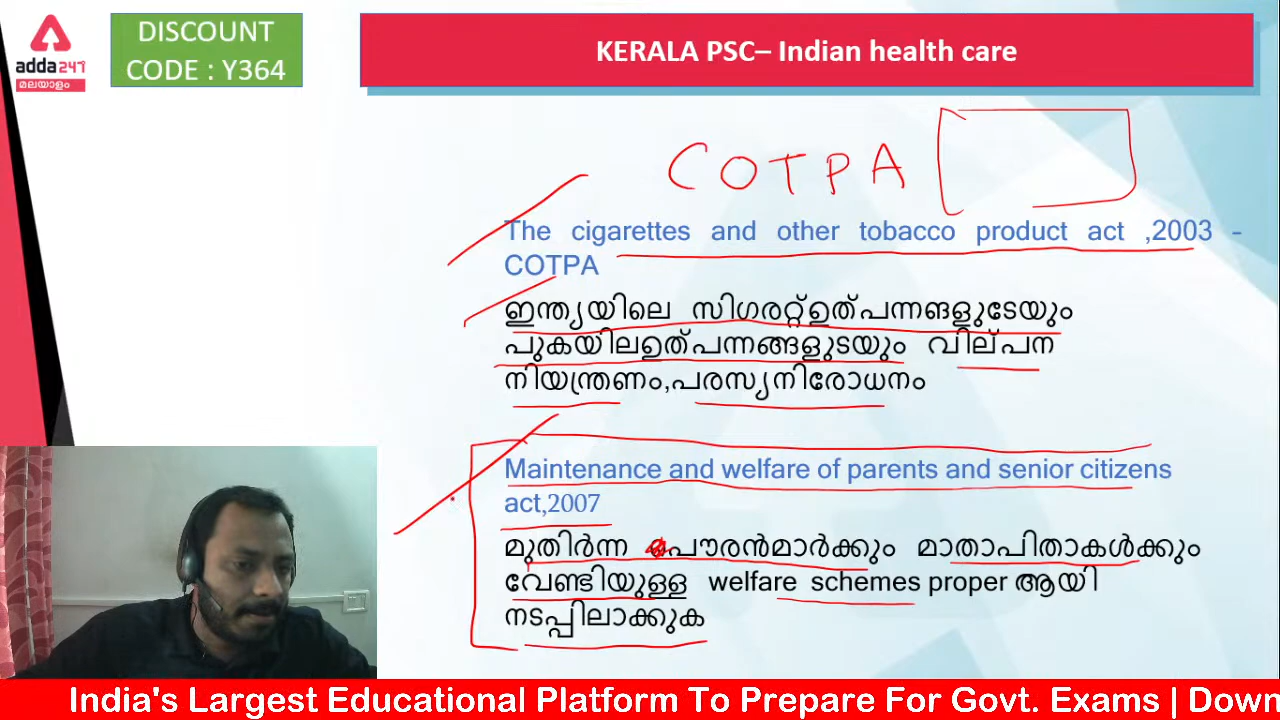 adda247
മലയാളം
DISCOUNT
CODE : Y364
KERALA PSC– Indian health care
COTPA
The cigarettes and other tobacco product act ,2003 -
COTPA
ഇന്ത്യയിലെ സിഗരറ്റ്ഉത്പന്നങളുടേയും
പുകയിലഉത്പന്നങ്ങളുടയും വില്പന
നിയന്ത്രണം,പരസ്യനിരോധനം
Maintenance and welfare of parents and senior citizens
act,2007
മുതിർന്ന പൗരൻമാർക്കും മാതാപിതാകൾക്കും
വേണ്ടിയുള്ള welfare schemes proper ആയി
നടപ്പിലാക്കുക
India's Largest Educational Platform To Prepare For Govt. Exams | Down